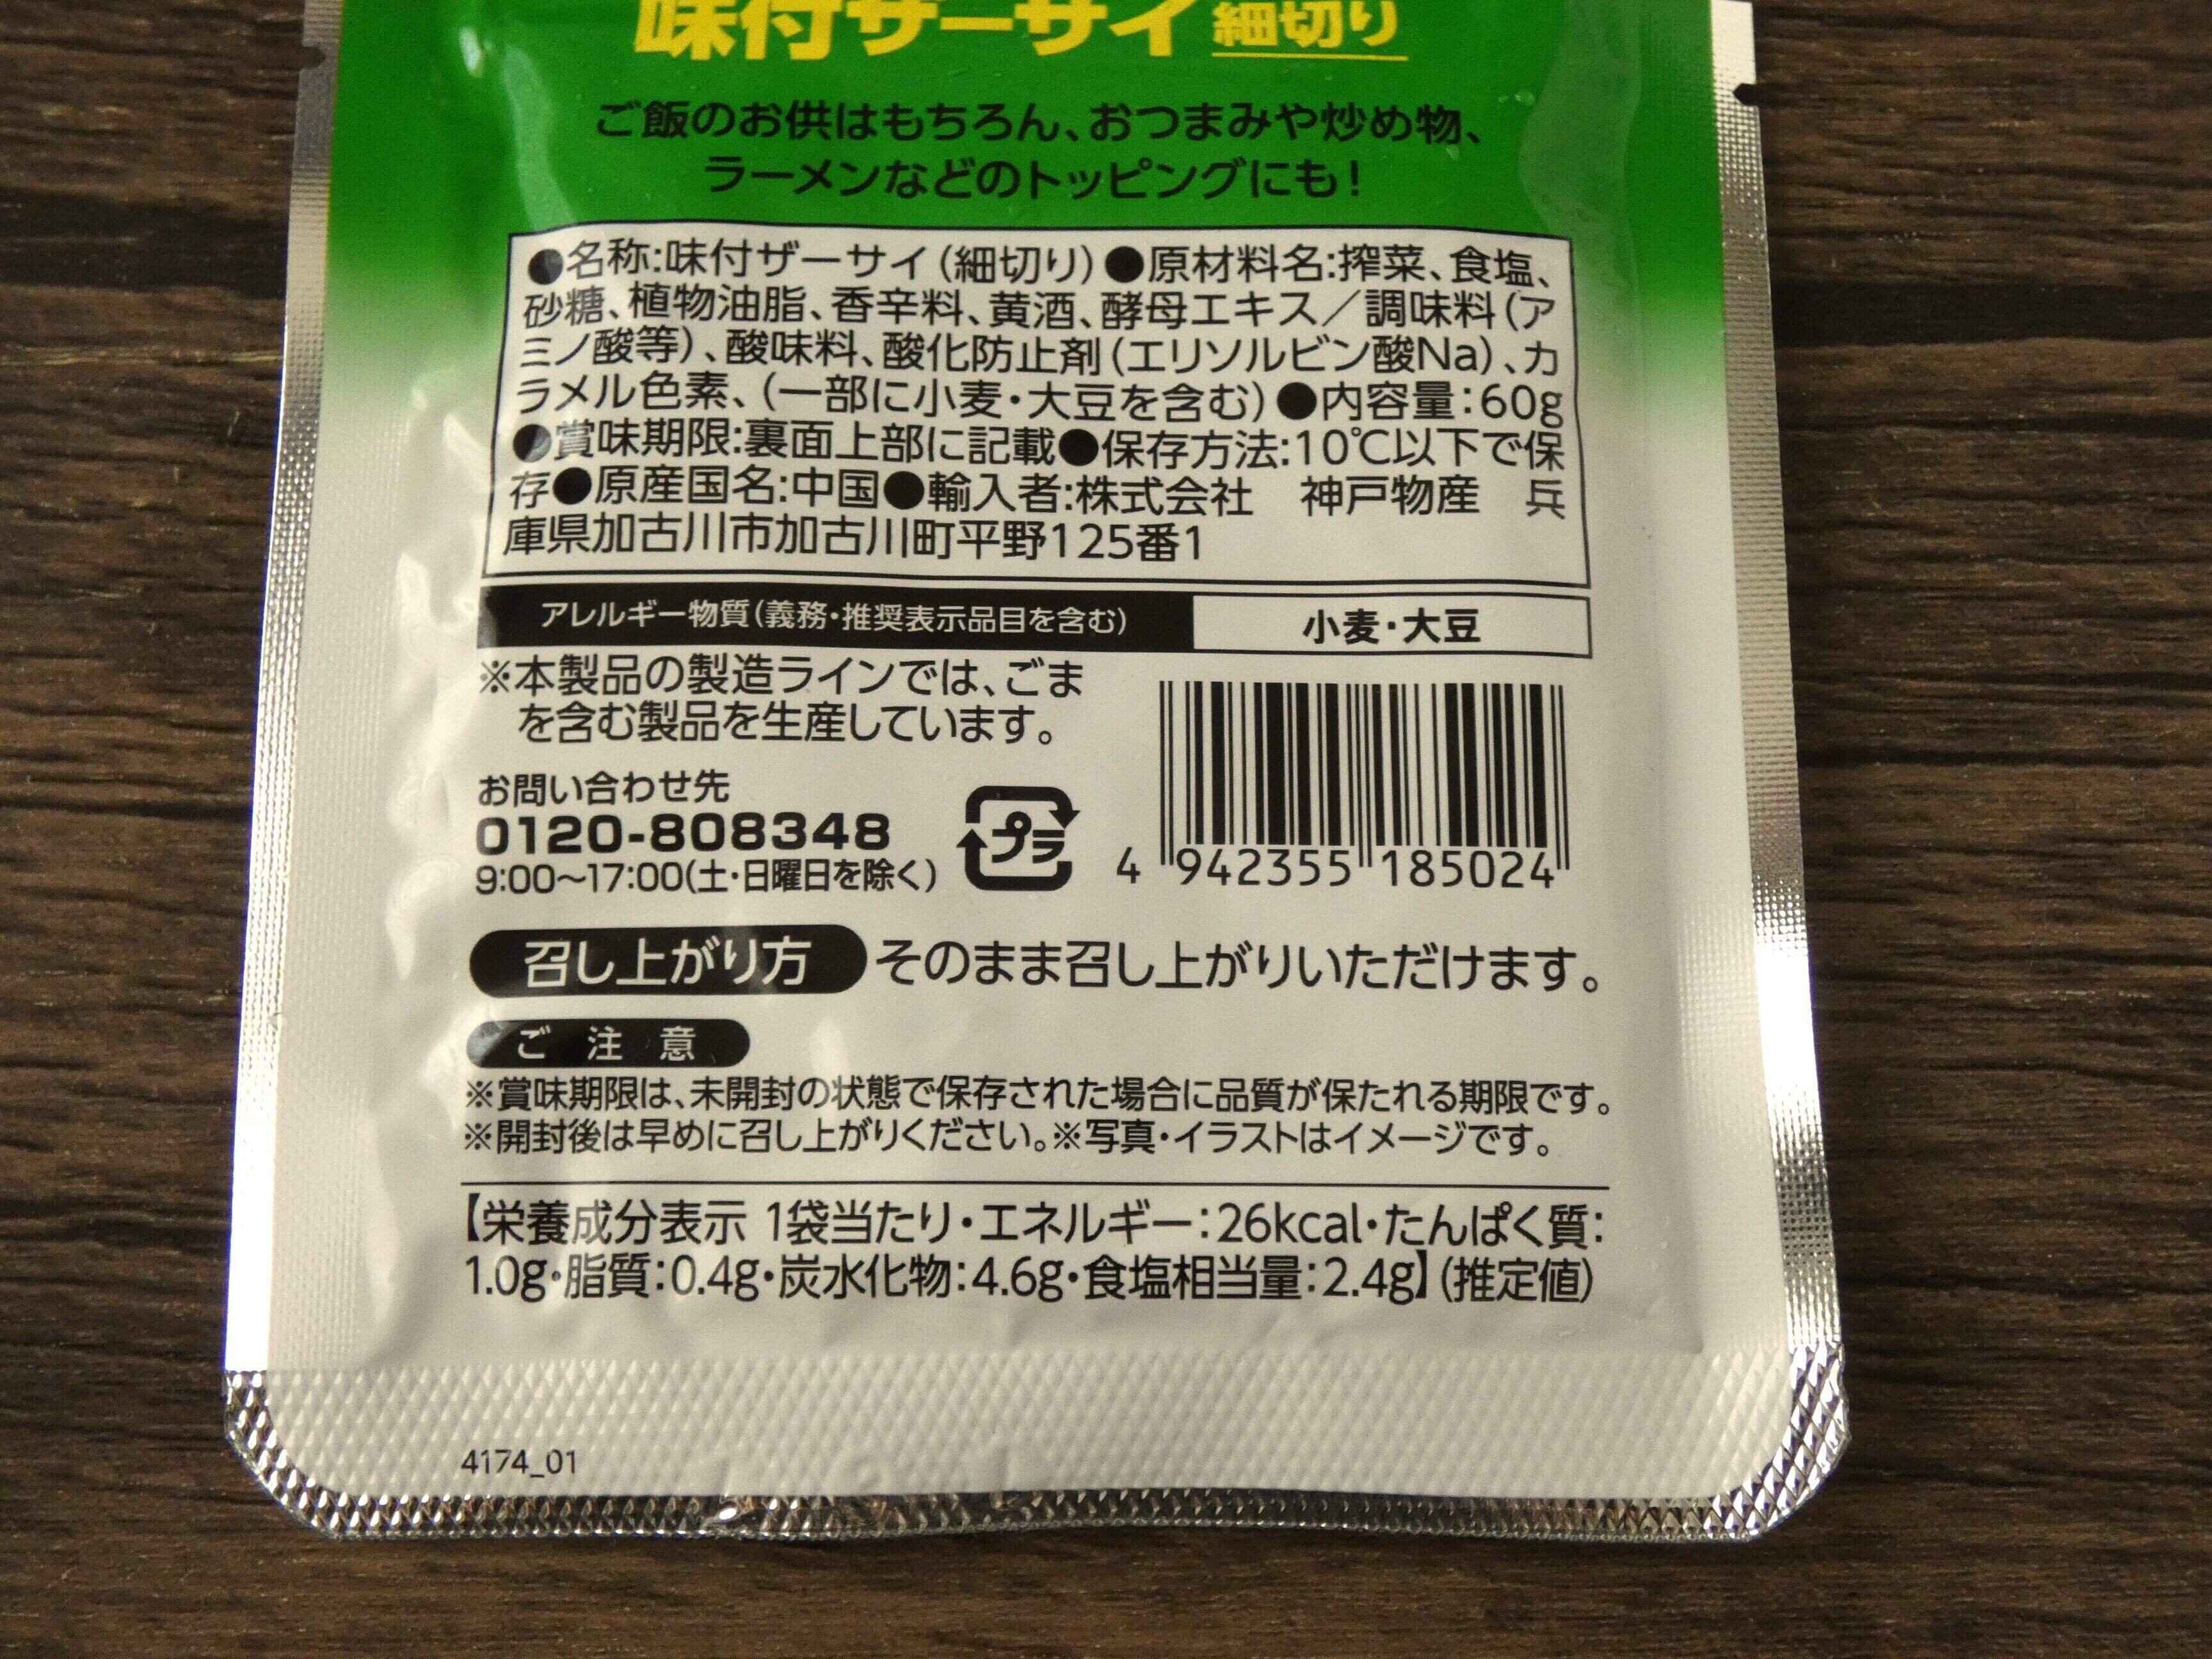 味付ザーサイ 細切り
ご飯のお供はもちろん、おつまみや炒め物、
ラーメンなどのトッピングにも!
●名称:味付ザーサイ(細切り)●原材料名:搾菜、食塩、
砂糖、植物油脂、香辛料、黄酒、酵母エキス／調味料(ア
ミノ酸等)、酸味料、酸化防止剤(エリソルビン酸Na)、カ
ラメル色素、(一部に小麦・大豆を含む)●内容量:60g
●賞味期限:裏面上部に記載●保存方法:10℃以下で保
存●原産国名:中国●輸入者:株式会社 神戸物産 兵
庫県加古川市加古川町平野125番1
アレルギー物質(義務・推奨表示品目を含む) 小麦・大豆
※本製品の製造ラインでは、ごま
を含む製品を生産しています。
お問い合わせ先
0120-808348
9:00～17:00(土・日曜日を除く)
プラ
4 942355 185024
召し上がり方 そのまま召し上がりいただけます。
ご注意
※賞味期限は、未開封の状態で保存された場合に品質が保たれる期限です。
※開封後は早めに召し上がりください。※写真・イラストはイメージです。
【栄養成分表示 1袋当たり・エネルギー:26kcal・たんぱく質:
1.0g・脂質:0.4g・炭水化物:4.6g・食塩相当量:2.4g】(推定値)
4174_01